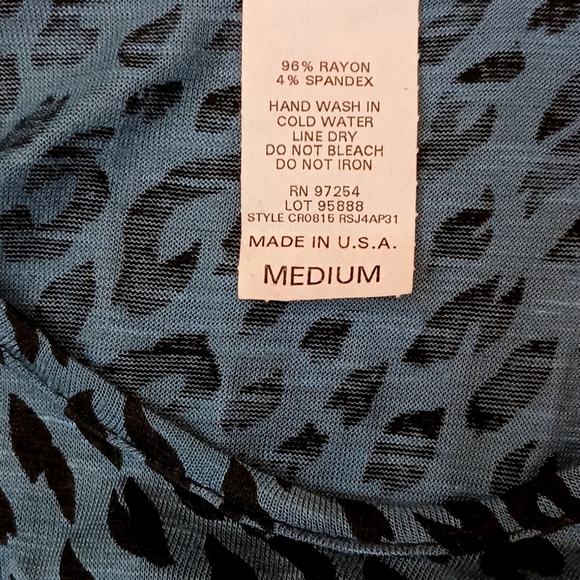 96% RAYON
4% SPANDEX
HAND WASH IN
COLD WATER
LINE DRY
DO NOT BLEACH
DO NOT IRON
RN 97254
LOT 95888
STYLE CR0815 RSJ4AP31
MADE IN U.S.A.
MEDIUM